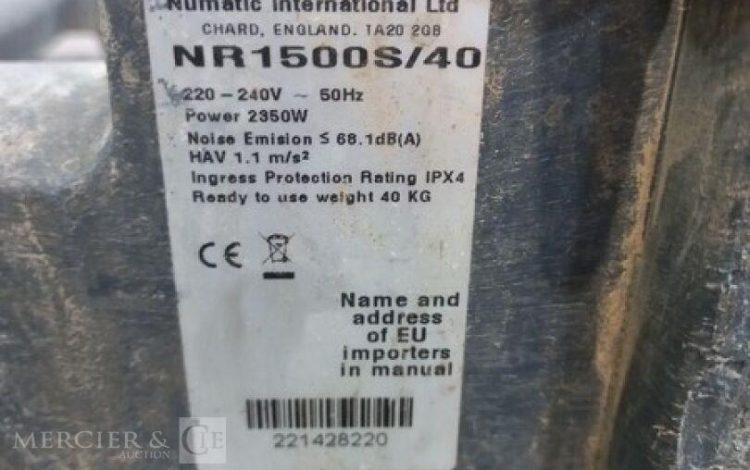 Numatic International Ltd
CHARD, ENGLAND. TA20 2GB
NR1500S/40
220-240V ~ 50Hz
Power 2350W
Noise Emision ≤ 68.1dB(A)
HAV 1.1 m/s²
Ingress Protection Rating IPX4
Ready to use weight 40 KG
CE
Name and
address
of EU
importers
in manual
221428220
MERCIER & CIE
AUCTION